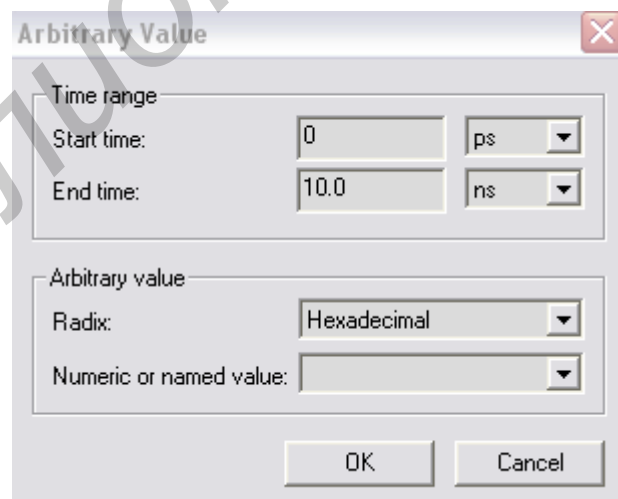 Arbitrary Value
Time range
Start time: 0 ps
End time: 10.0 ns
Arbitrary value
Radix: Hexadecimal
Numeric or named value:
OK Cancel